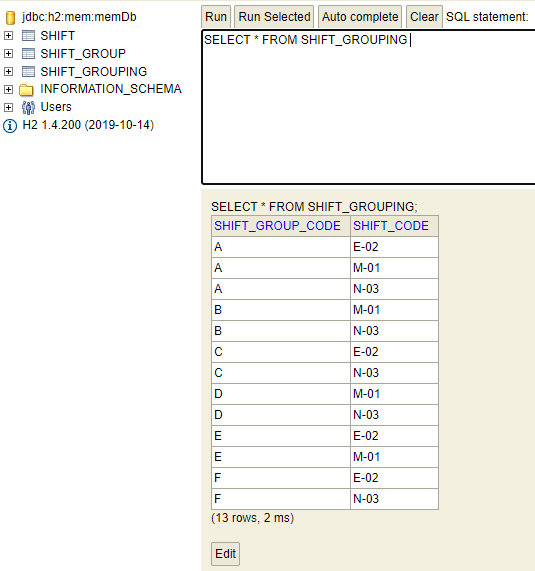 jdbc:h2:mem:memDb
SHIFT
SHIFT_GROUP
SHIFT_GROUPING
INFORMATION_SCHEMA
Users
H2 1.4.200 (2019-10-14)
Run Run Selected Auto complete Clear SQL statement:
SELECT * FROM SHIFT_GROUPING
SELECT * FROM SHIFT_GROUPING;
SHIFT_GROUP_CODE SHIFT_CODE
A E-02
A M-01
A N-03
B M-01
B N-03
C E-02
C N-03
D M-01
D N-03
E E-02
E M-01
F E-02
F N-03
(13 rows, 2 ms)
Edit